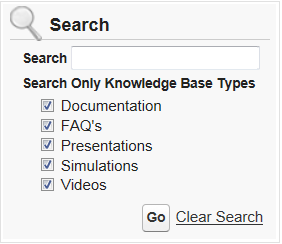 Search
Search
Search Only Knowledge Base Types
Documentation
FAQ's
Presentations
Simulations
Videos
Go Clear Search